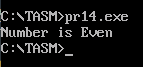 C:\TASM>pr14.exe
Number is Even
C:\TASM>_